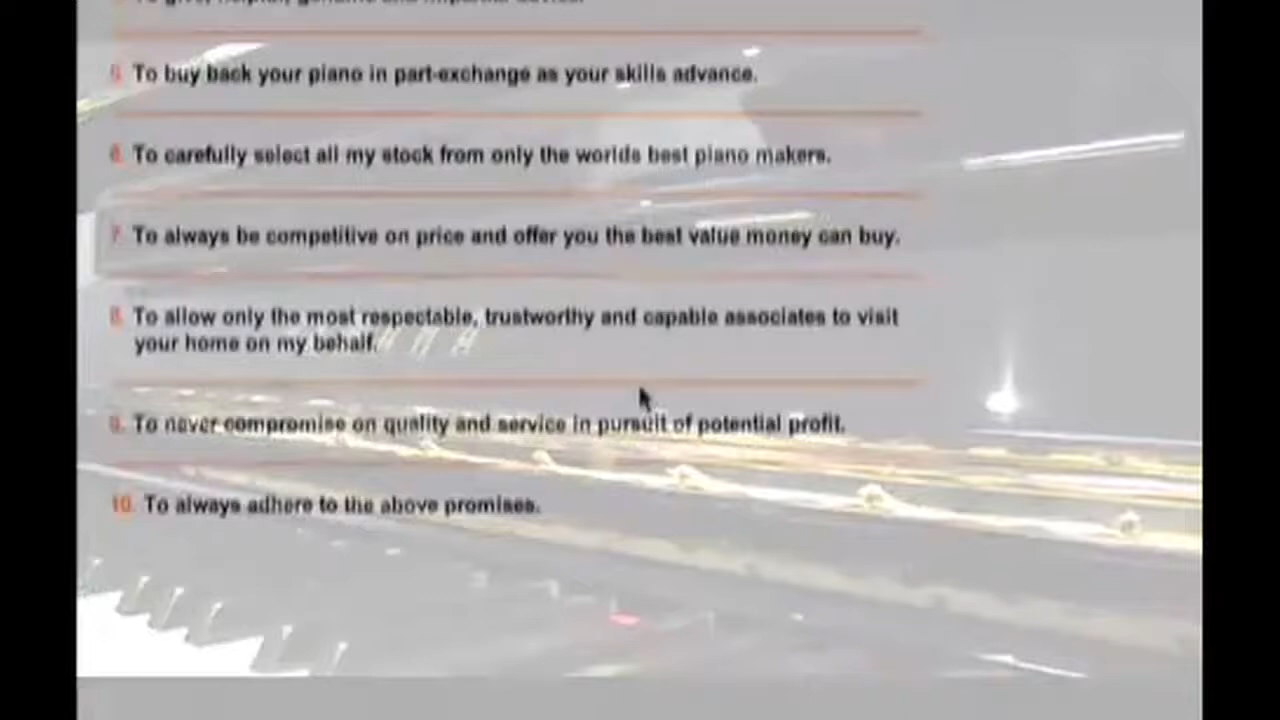 5. To buy back your piano in part-exchange as your skills advance.
6. To carefully select all my stock from only the worlds best piano makers.
7. To always be competitive on price and offer you the best value money can buy.
8. To allow only the most respectable, trustworthy and capable associates to visit
your home on my behalf.
9. To never compromise on quality and service in pursuit of potential profit.
10. To always adhere to the above promises.